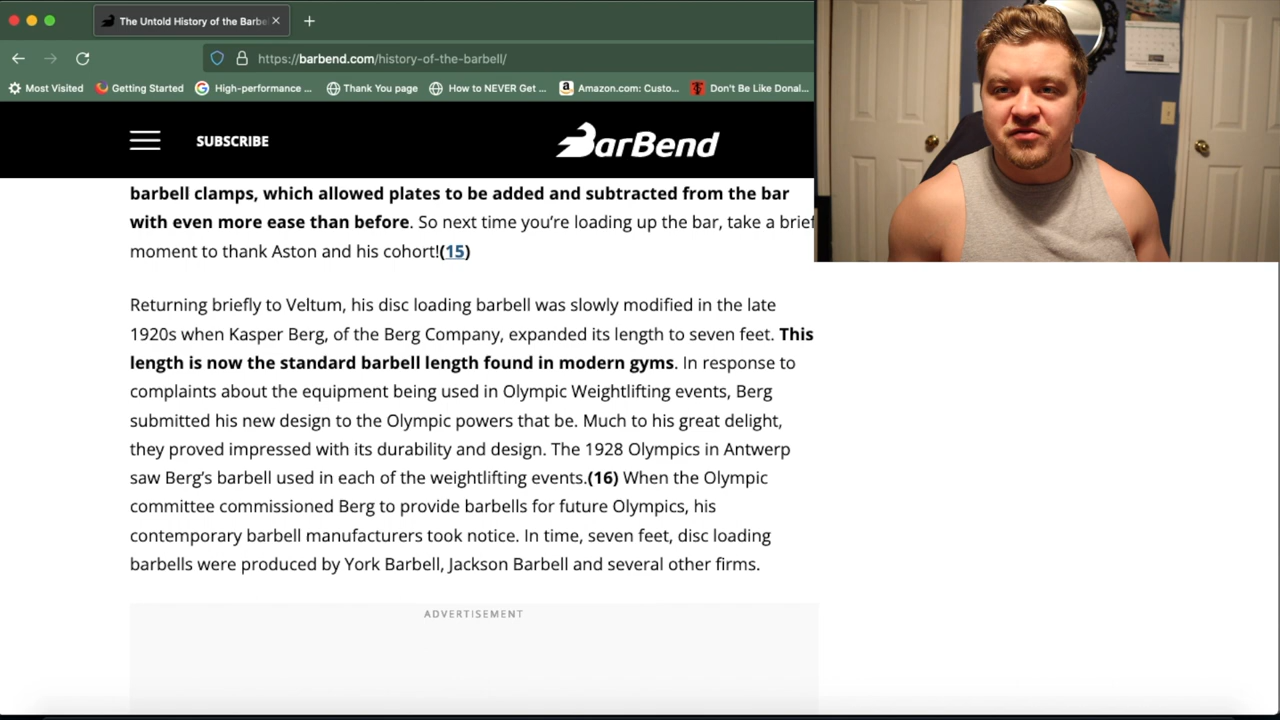 The Untold History of the Barbe
https://barbend.com/history-of-the-barbell/
Most Visited Getting Started High-performance ... Thank You page How to NEVER Get ... Amazon.com: Custo... Don't Be Like Donal...
SUBSCRIBE
BarBend
barbell clamps, which allowed plates to be added and subtracted from the bar
with even more ease than before. So next time you’re loading up the bar, take a brief
moment to thank Aston and his cohort!(15)
Returning briefly to Veltum, his disc loading barbell was slowly modified in the late
1920s when Kasper Berg, of the Berg Company, expanded its length to seven feet. This
length is now the standard barbell length found in modern gyms. In response to
complaints about the equipment being used in Olympic Weightlifting events, Berg
submitted his new design to the Olympic powers that be. Much to his great delight,
they proved impressed with its durability and design. The 1928 Olympics in Antwerp
saw Berg’s barbell used in each of the weightlifting events.(16) When the Olympic
committee commissioned Berg to provide barbells for future Olympics, his
contemporary barbell manufacturers took notice. In time, seven feet, disc loading
barbells were produced by York Barbell, Jackson Barbell and several other firms.
ADVERTISEMENT